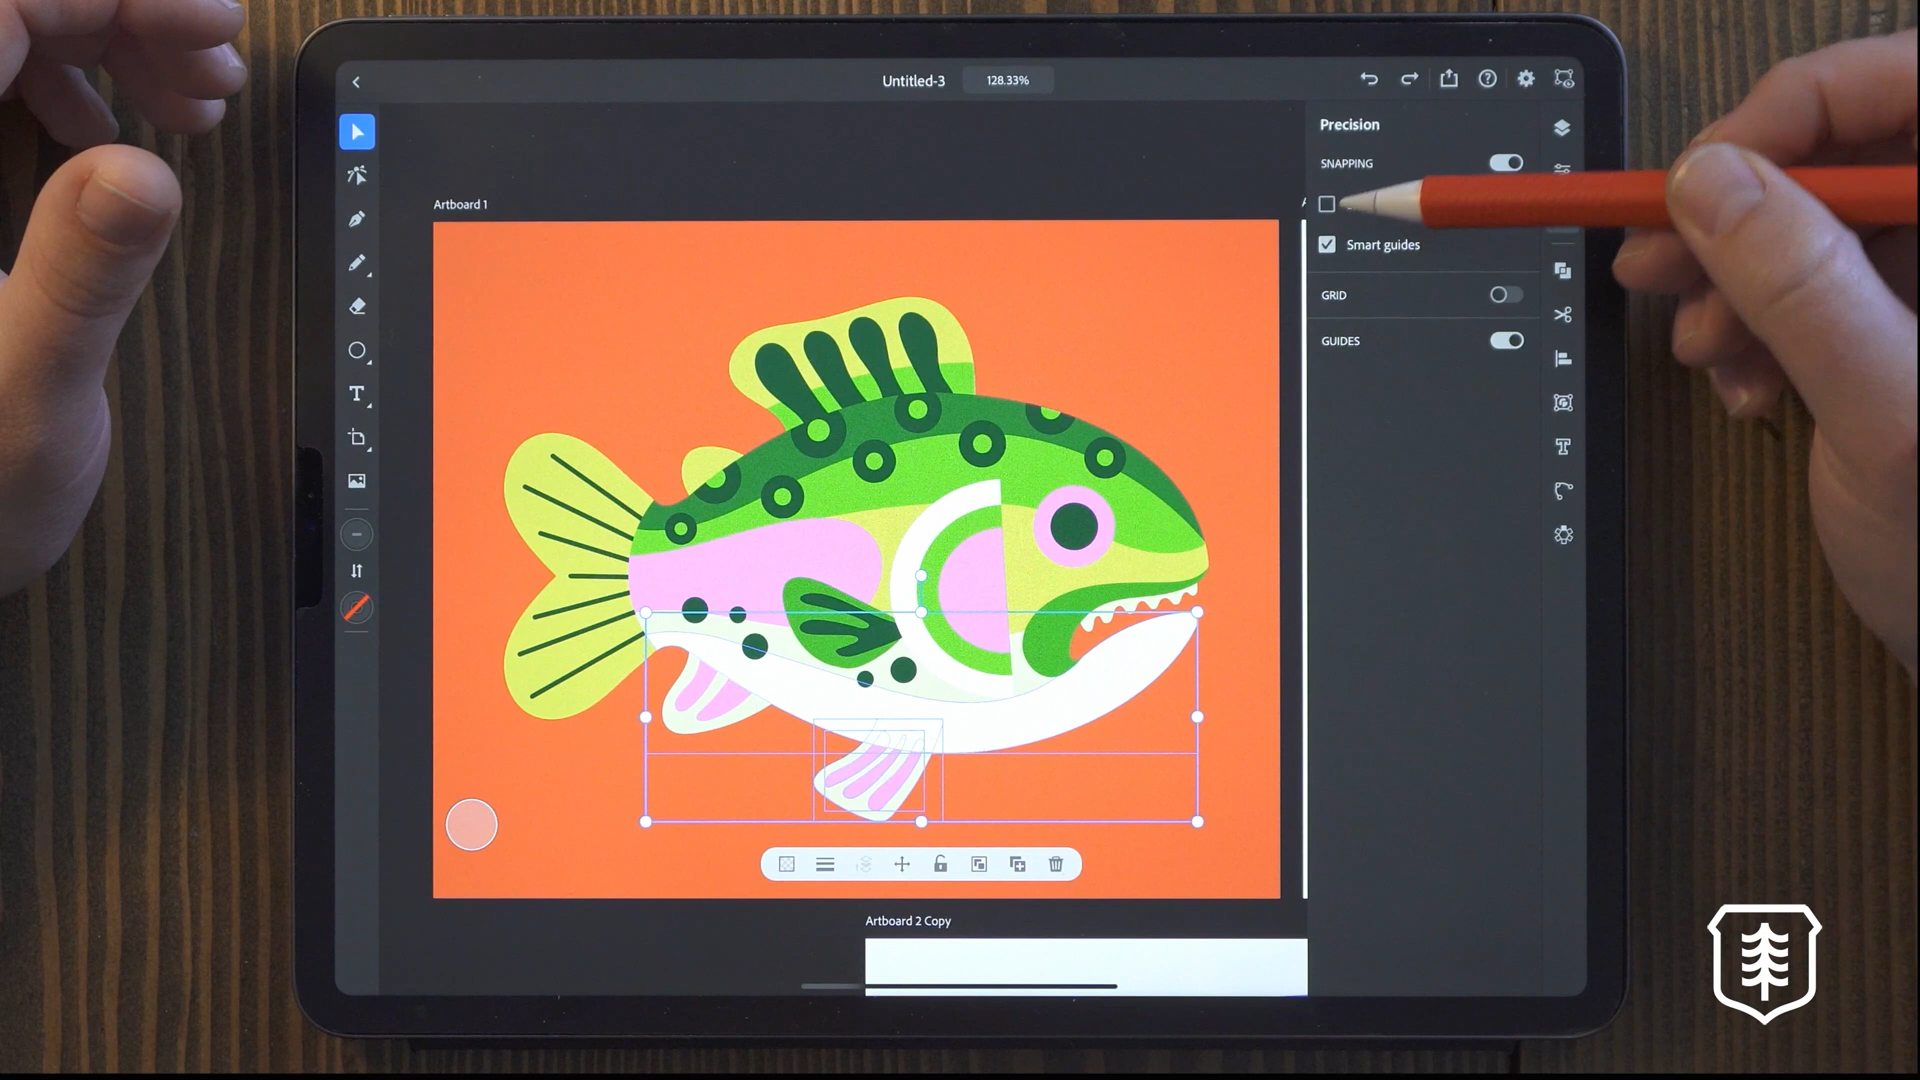 Untitled-3
128.33%
Precision
SNAPPING
Smart guides
GRID
GUIDES
Artboard 1
Artboard 2 Copy